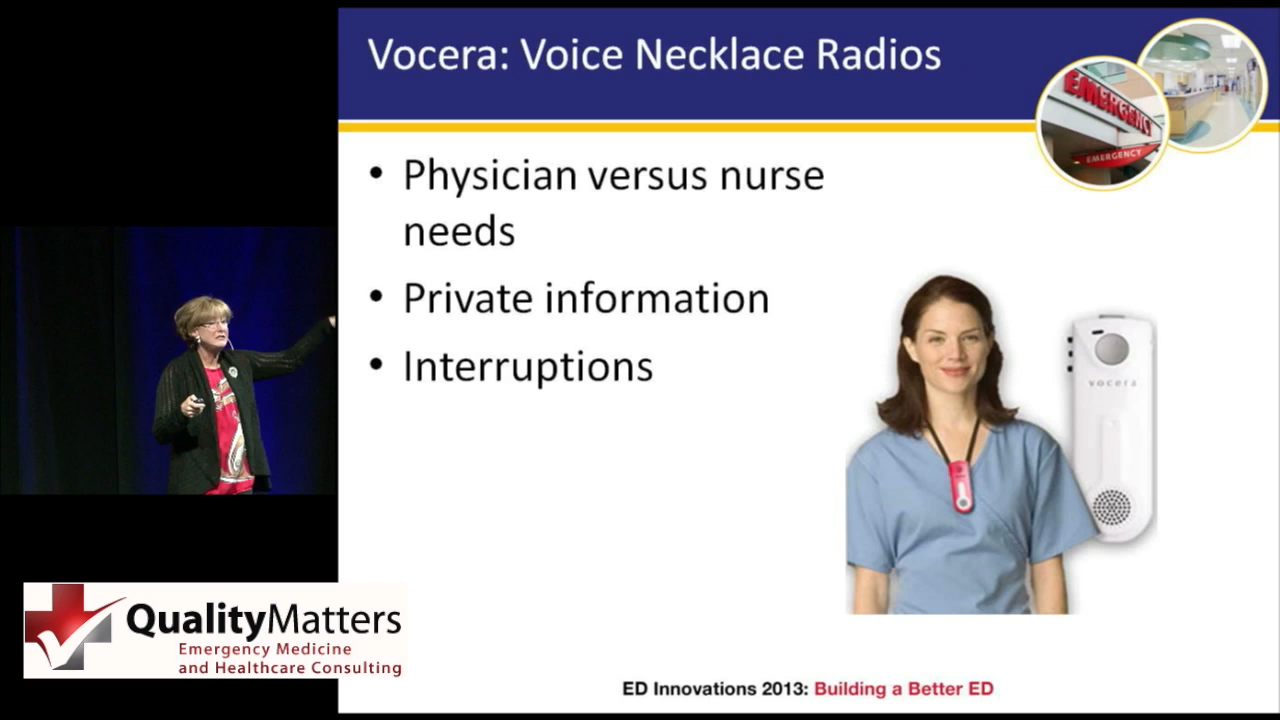 Vocera: Voice Necklace Radios
EMERGENCY
• Physician versus nurse
needs
• Private information
• Interruptions
vocera
QualityMatters
Emergency Medicine
and Healthcare Consulting
ED Innovations 2013: Building a Better ED